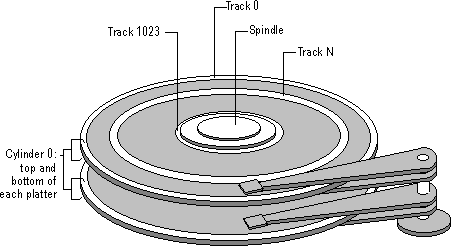 Track 0
Track 1023
Spindle
Track N
Cylinder 0:
top and
bottom of
each platter